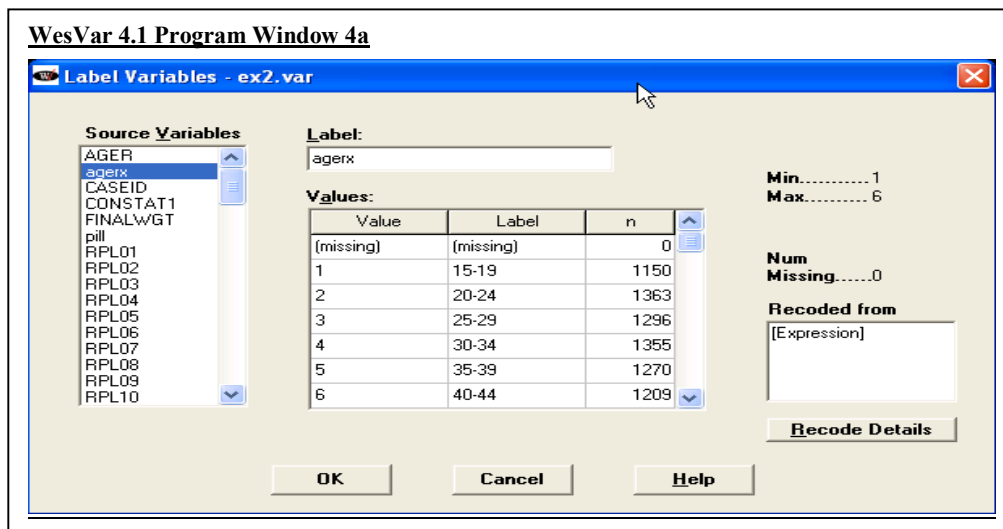 WesVar 4.1 Program Window 4a
Label Variables - ex2.var
Source Variables
AGER
agerx
CASEID
CONSTAT1
FINALWGT
pill
RPL01
RPL02
RPL03
RPL04
RPL05
RPL06
RPL07
RPL08
RPL09
RPL10
Label:
agerx
Values:
Value Label n
(missing) (missing) 0
1 15-19 1150
2 20-24 1363
3 25-29 1296
4 30-34 1355
5 35-39 1270
6 40-44 1209
Min..........1
Max.......... 6
Num
Missing......0
Recoded from
[Expression]
Recode Details
OK Cancel Help